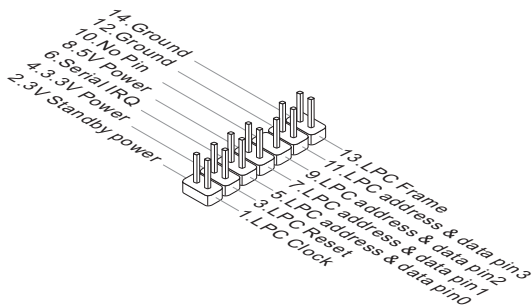 14.Ground
12.Ground
10.No Pin
8.5V Power
6.Serial IRQ
4.3.3V Power
2.3V Standby power
13.LPC Frame
11.LPC address & data pin3
9.LPC address & data pin2
7.LPC address & data pin1
5.LPC address & data pin0
3.LPC Reset
1.LPC Clock